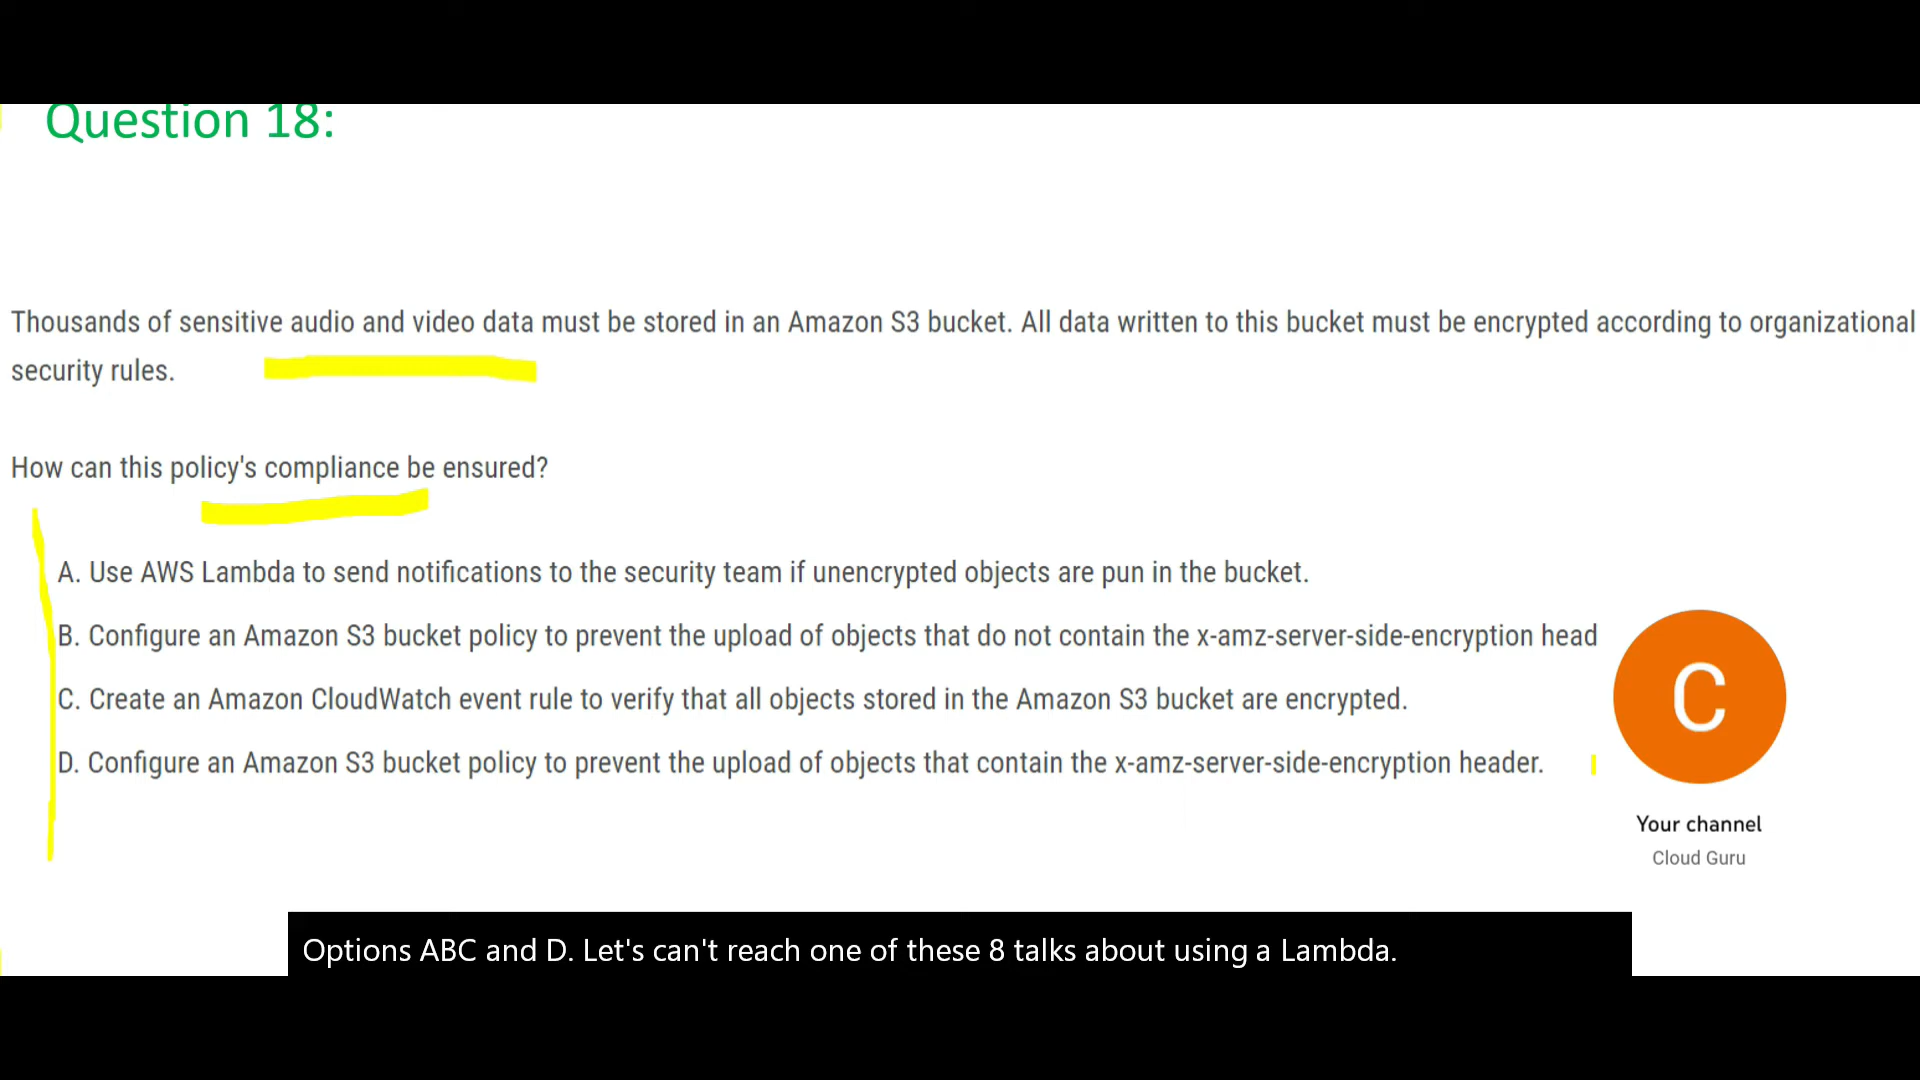 Question 18:
Thousands of sensitive audio and video data must be stored in an Amazon S3 bucket. All data written to this bucket must be encrypted according to organizational
security rules.
How can this policy's compliance be ensured?
A. Use AWS Lambda to send notifications to the security team if unencrypted objects are pun in the bucket.
B. Configure an Amazon S3 bucket policy to prevent the upload of objects that do not contain the x-amz-server-side-encryption head
C. Create an Amazon CloudWatch event rule to verify that all objects stored in the Amazon S3 bucket are encrypted.
D. Configure an Amazon S3 bucket policy to prevent the upload of objects that contain the x-amz-server-side-encryption header.
C
Your channel
Cloud Guru
Options ABC and D. Let's can't reach one of these 8 talks about using a Lambda.